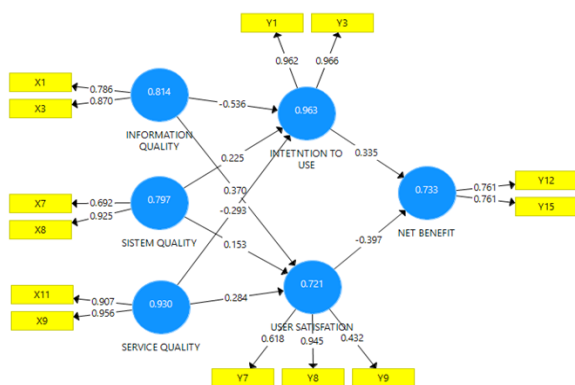 Y1
Y3
0.962
0.966
X1
0.786
X3
0.870
0.814
-0.536
0.963
INFORMATION
QUALITY
INTETNTION TO
USE
0.225
0.335
X7
0.692
X8
0.925
0.797
0.370
-0.293
0.733
0.761
Y12
0.761
Y15
SISTEM QUALITY
0.153
-0.397
NET BENEFIT
X11
0.907
X9
0.956
0.930
0.284
0.721
SERVICE QUALITY
USER SATISFATION
0.618
0.945
0.432
Y7
Y8
Y9